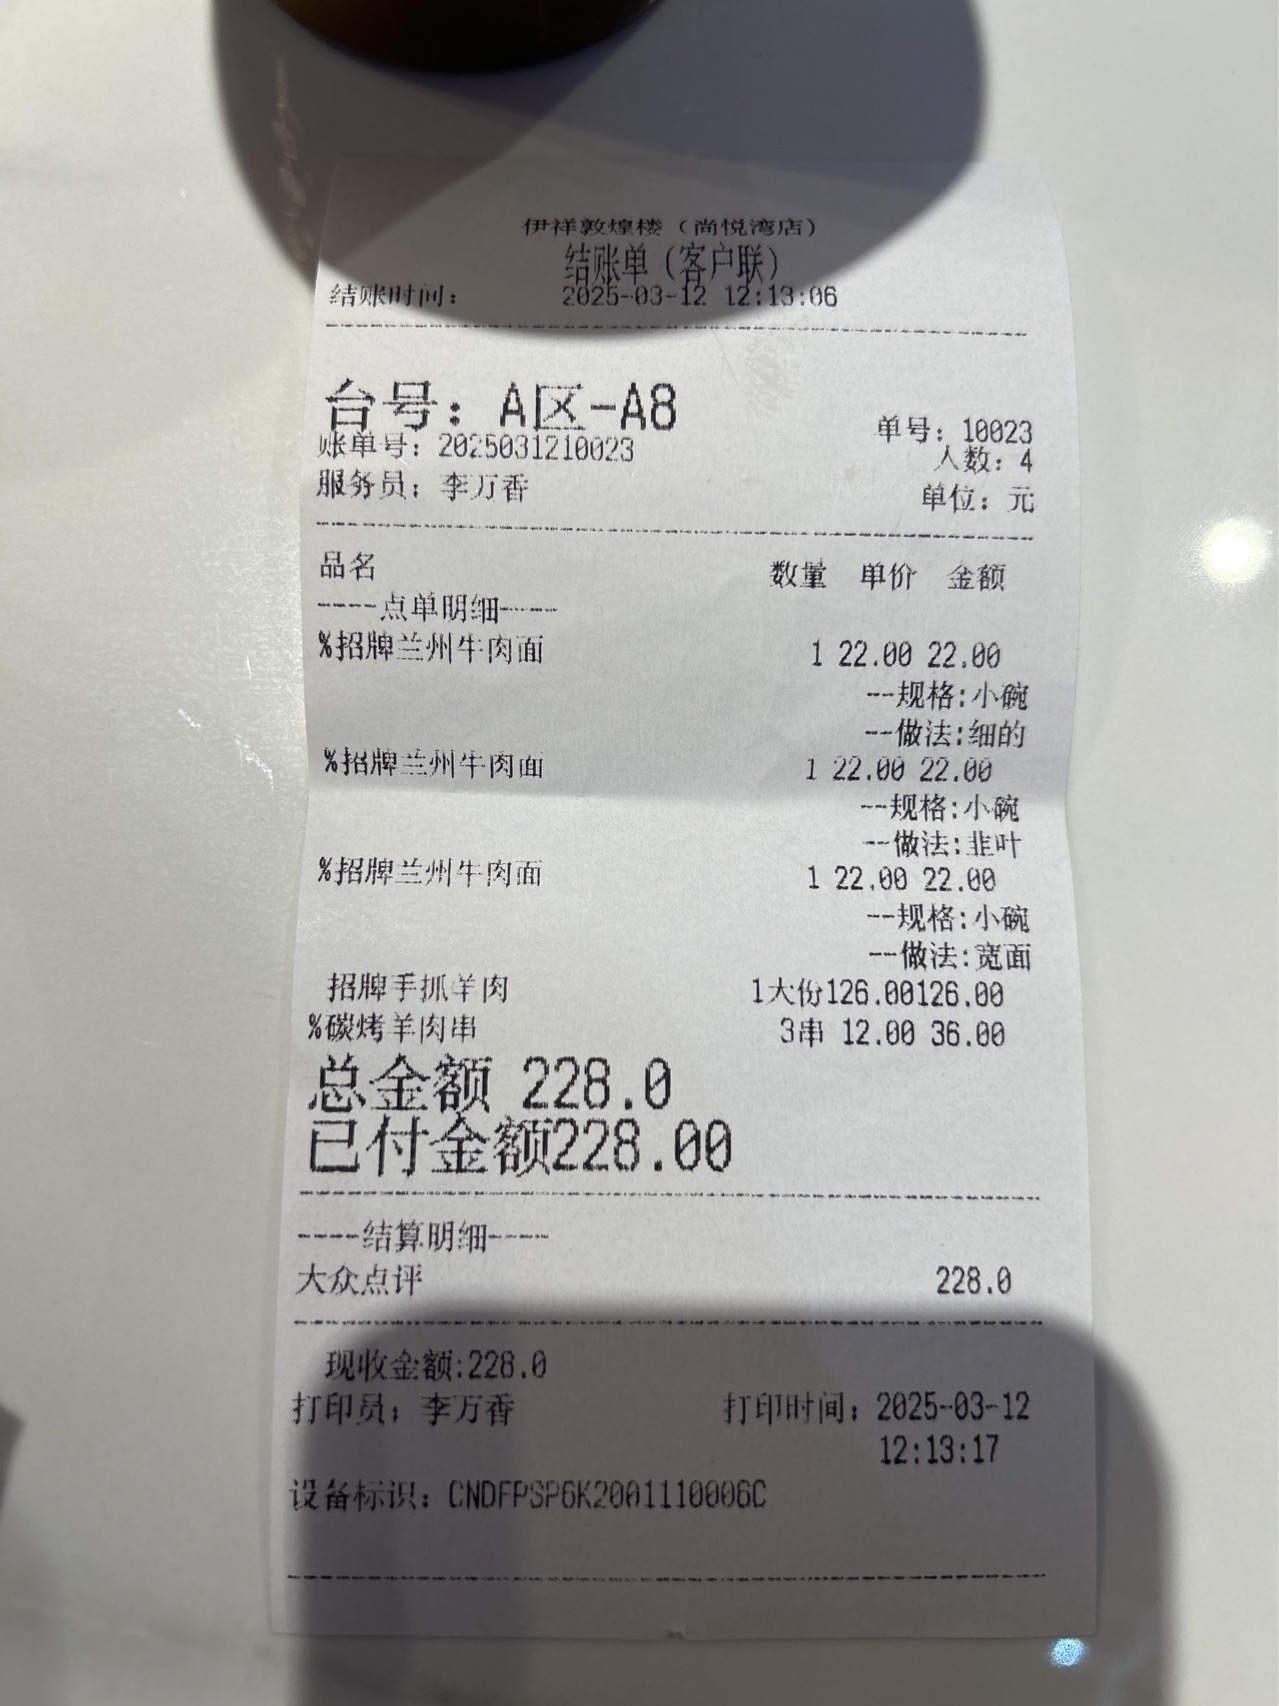 伊祥敦煌楼（尚悦湾店）
结账单（客户联）
结账时间： 2025-03-12 12:13:06
台号：A区-A8
单号：10023
账单号：2025031210023
人数：4
服务员：李万香 单位：元
品名 数量 单价 金额
----点单明细----
%招牌兰州牛肉面 1 22.00 22.00
--规格:小碗
--做法:细的
%招牌兰州牛肉面 1 22.00 22.00
--规格:小碗
--做法:韭叶
%招牌兰州牛肉面 1 22.00 22.00
--规格:小碗
--做法:宽面
招牌手抓羊肉 1大份126.00126.00
%碳烤羊肉串 3串 12.00 36.00
总金额 228.0
已付金额228.00
----结算明细----
大众点评 228.0
现收金额:228.0
打印员：李万香 打印时间：2025-03-12
12:13:17
设备标识：CNDFPSP6K2001110006C